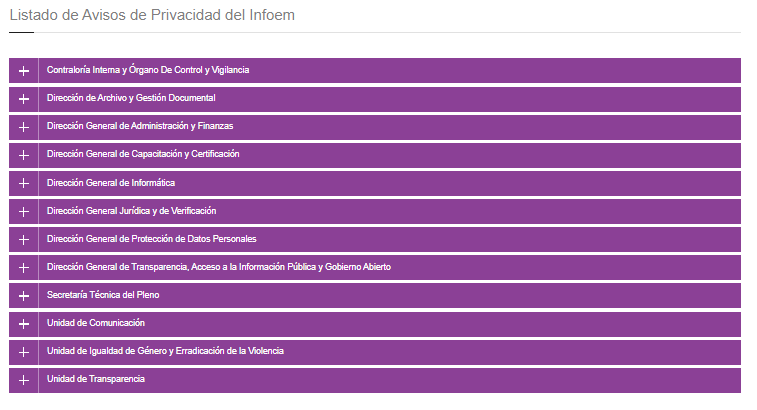 Listado de Avisos de Privacidad del Infoem
Contraloría Interna y Órgano De Control y Vigilancia
Dirección de Archivo y Gestión Documental
Dirección General de Administración y Finanzas
Dirección General de Capacitación y Certificación
Dirección General de Informática
Dirección General Jurídica y de Verificación
Dirección General de Protección de Datos Personales
Dirección General de Transparencia, Acceso a la Información Pública y Gobierno Abierto
Secretaría Técnica del Pleno
Unidad de Comunicación
Unidad de Igualdad de Género y Erradicación de la Violencia
Unidad de Transparencia